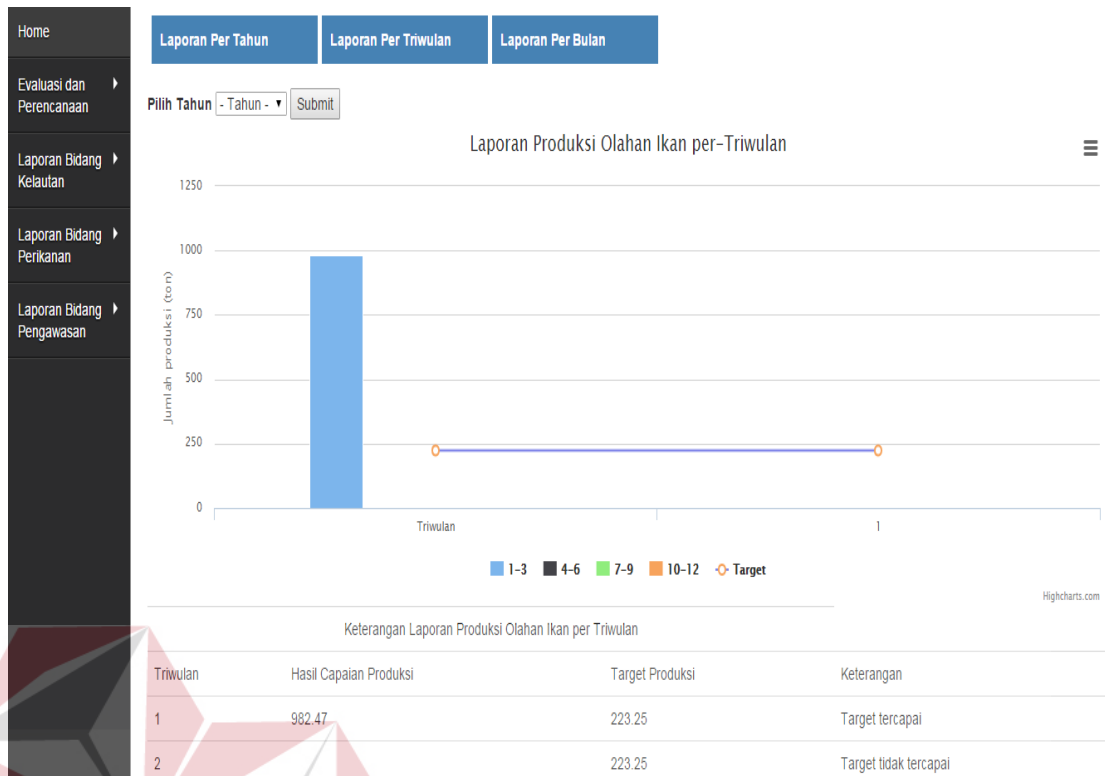 Home
Evaluasi dan
Perencanaan
Laporan Bidang
Kelautan
Laporan Bidang
Perikanan
Laporan Bidang
Pengawasan
Laporan Per Tahun
Laporan Per Triwulan
Laporan Per Bulan
Pilih Tahun - Tahun - Submit
Laporan Produksi Olahan Ikan per-Triwulan
Jumlah produksi (ton)
1250
1000
750
500
250
0
Triwulan 1
1-3 4-6 7-9 10-12 Target
Highcharts.com
Keterangan Laporan Produksi Olahan Ikan per Triwulan
Triwulan Hasil Capaian Produksi Target Produksi Keterangan
1 982.47 223.25 Target tercapai
2 223.25 Target tidak tercapai